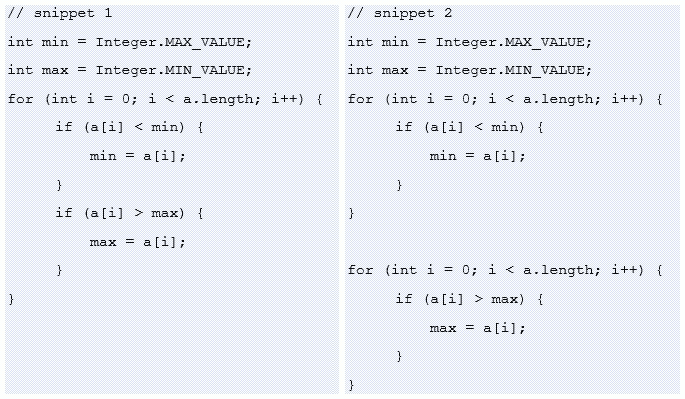 // snippet 1
int min = Integer.MAX_VALUE;
int max = Integer.MIN_VALUE;
for (int i = 0; i < a.length; i++) {
if (a[i] < min) {
min = a[i];
}
if (a[i] > max) {
max = a[i];
}
}
// snippet 2
int min = Integer.MAX_VALUE;
int max = Integer.MIN_VALUE;
for (int i = 0; i < a.length; i++) {
if (a[i] < min) {
min = a[i];
}
}
for (int i = 0; i < a.length; i++) {
if (a[i] > max) {
max = a[i];
}
}